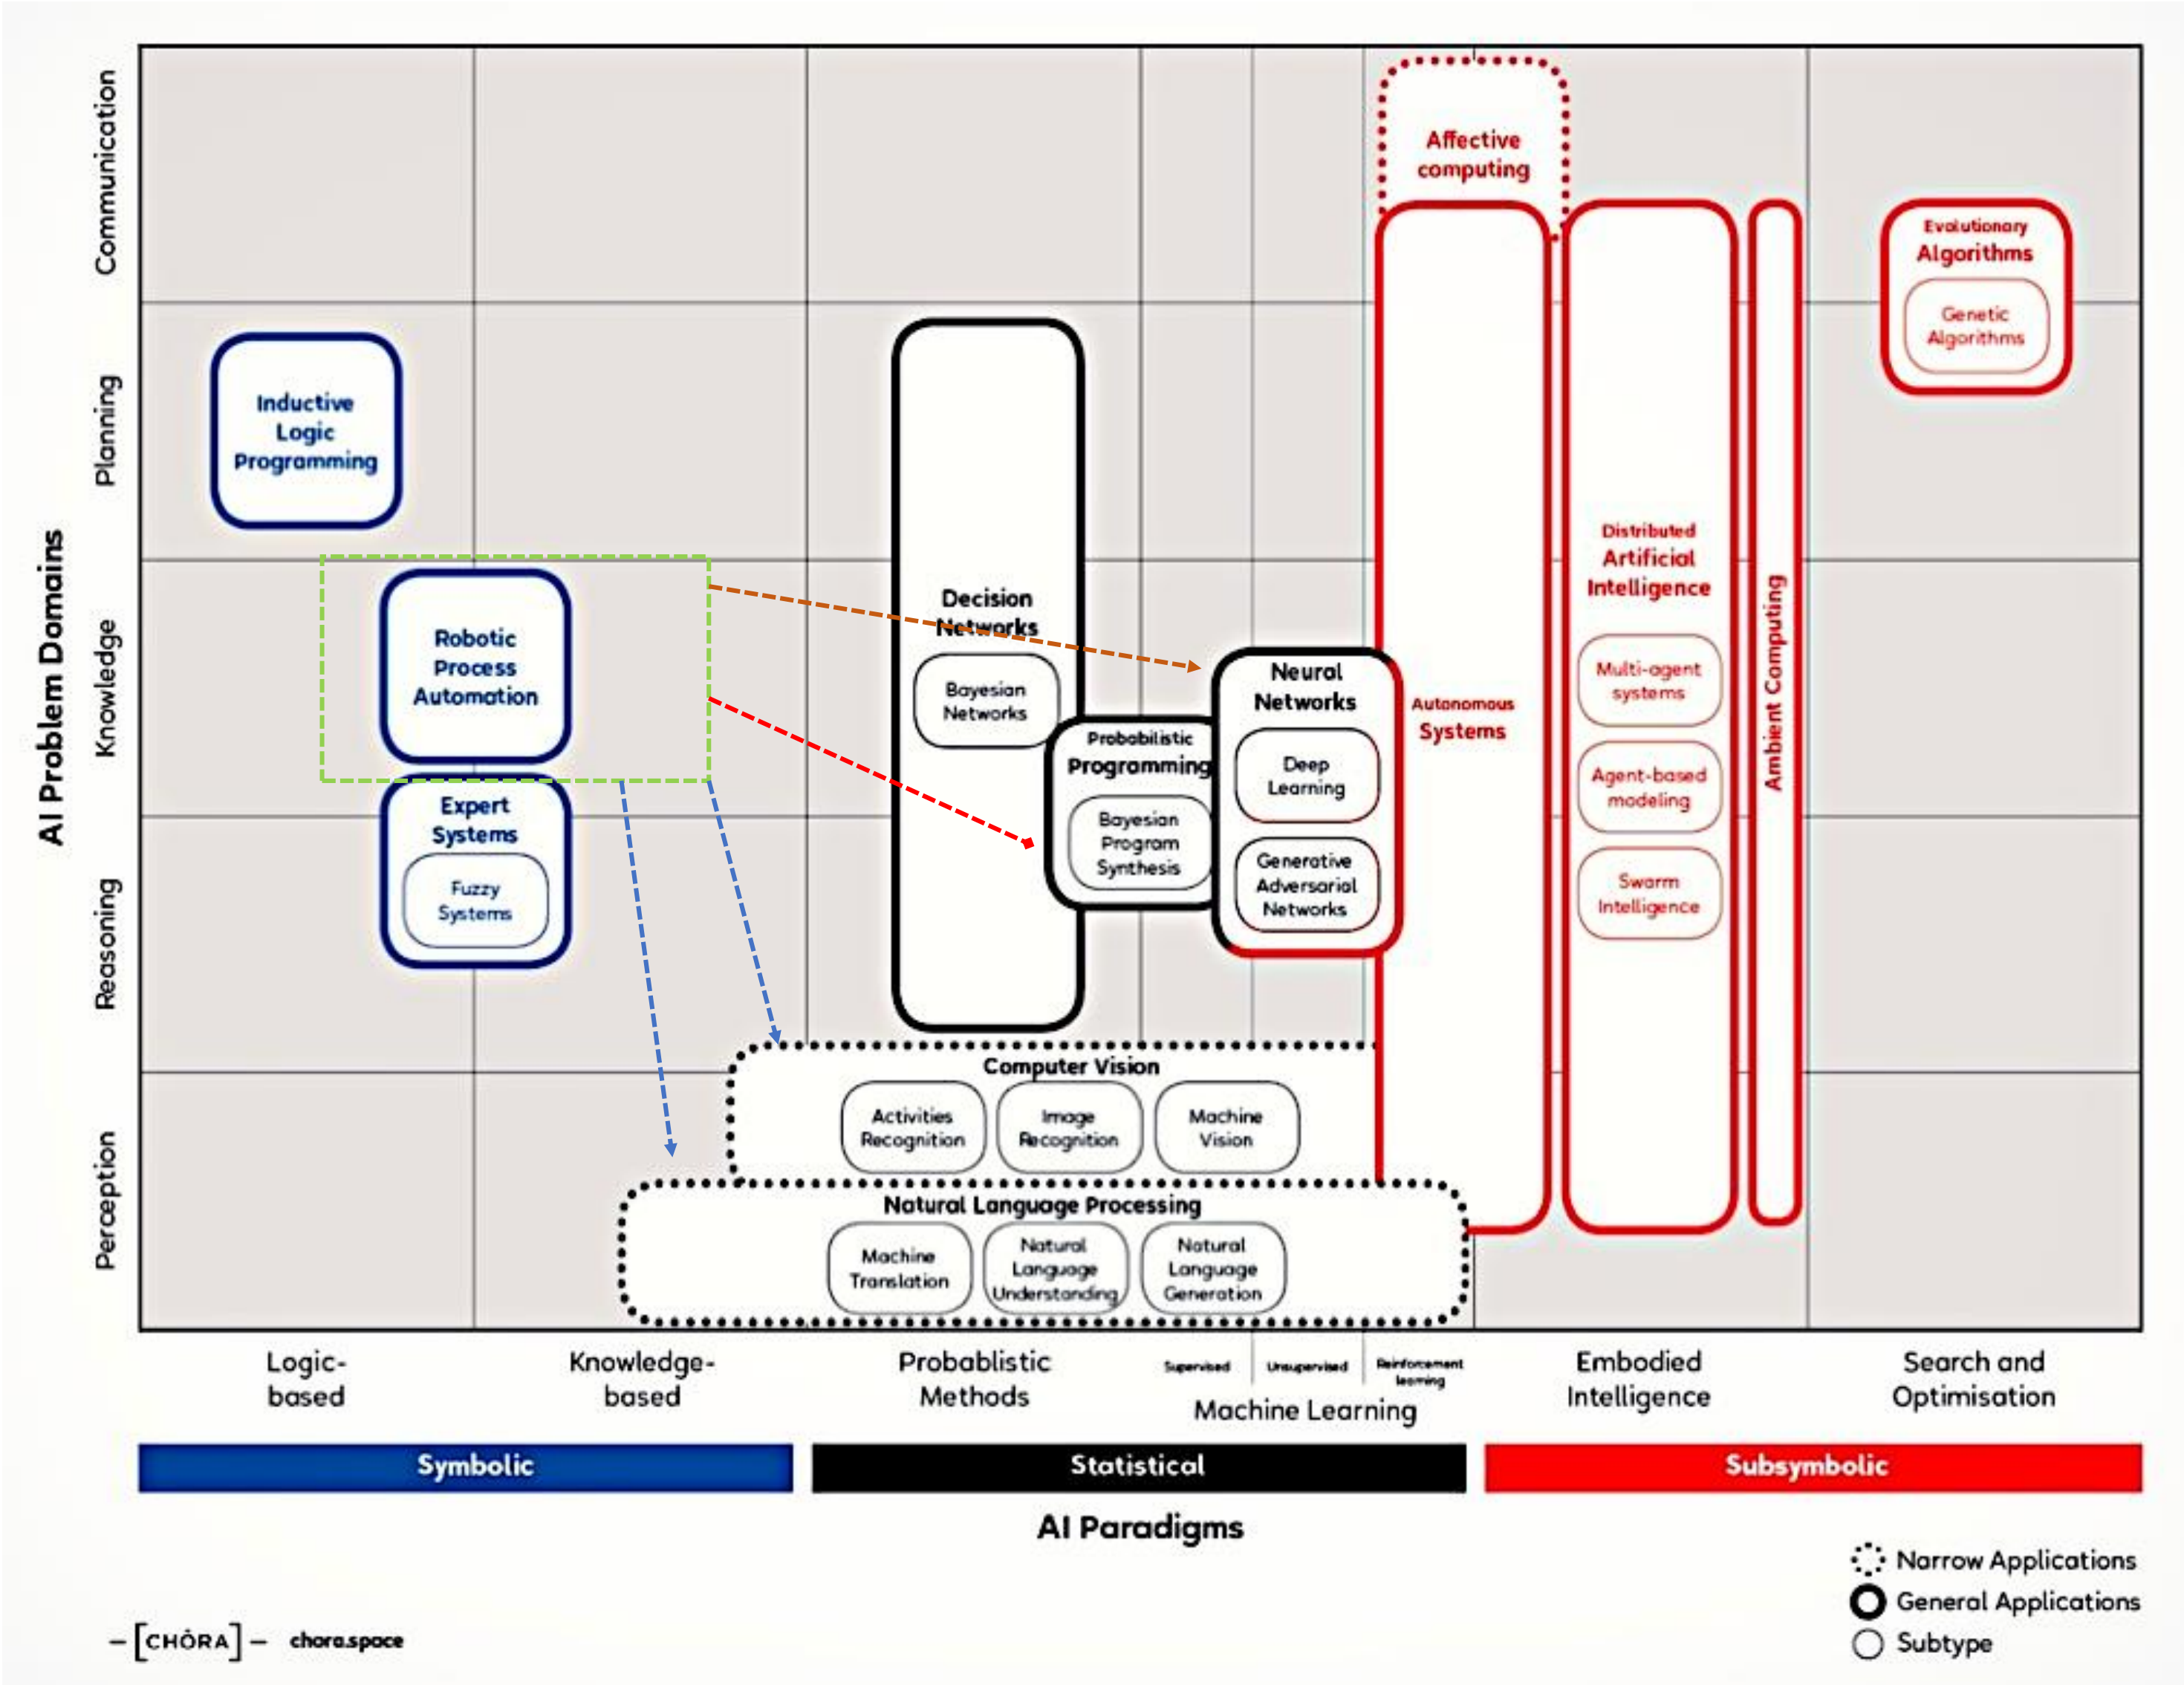 AI Problem Domains
Communication
Planning
Knowledge
Reasoning
Perception
Affective
computing
Evolutionary
Algorithms
Genetic
Algorithms
Inductive
Logic
Programming
Robotic
Process
Automation
Expert
Systems
Fuzzy
Systems
Decision
Networks
Bayesian
Networks
Probabilistic
Programming
Bayesian
Program
Synthesis
Neural
Networks
Deep
Learning
Generative
Adversarial
Networks
Autonomous
Systems
Distributed
Artificial
Intelligence
Multi-agent
systems
Agent-based
modeling
Swarm
Intelligence
Ambient Computing
Computer Vision
Activities
Recognition
Image
Recognition
Machine
Vision
Natural Language Processing
Machine
Translation
Natural
Language
Understanding
Natural
Language
Generation
Logic-
based
Knowledge-
based
Probablistic
Methods
Supervised
Unsupervised
Reinforcement
learning
Machine Learning
Embodied
Intelligence
Search and
Optimisation
Symbolic
Statistical
Subsymbolic
AI Paradigms
Narrow Applications
General Applications
Subtype
–[CHÔRA]– chora.space